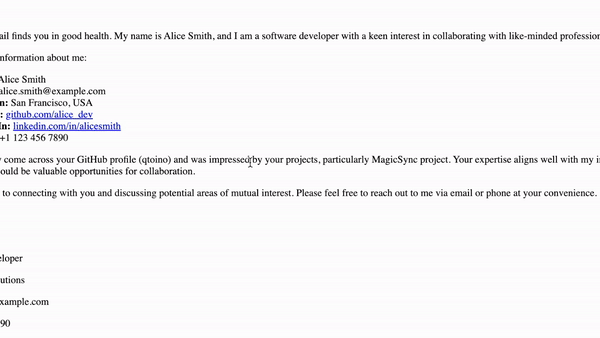 ail finds you in good health. My name is Alice Smith, and I am a software developer with a keen interest in collaborating with like-minded profession
nformation about me:
Alice Smith
alice.smith@example.com
n: San Francisco, USA
: github.com/alice_dev
In: linkedin.com/in/alicesmith
+1 123 456 7890
come across your GitHub profile (qtoino) and was impressed by your projects, particularly MagicSync project. Your expertise aligns well with my i
ould be valuable opportunities for collaboration.
to connecting with you and discussing potential areas of mutual interest. Please feel free to reach out to me via email or phone at your convenience.
eloper
utions
xample.com
90